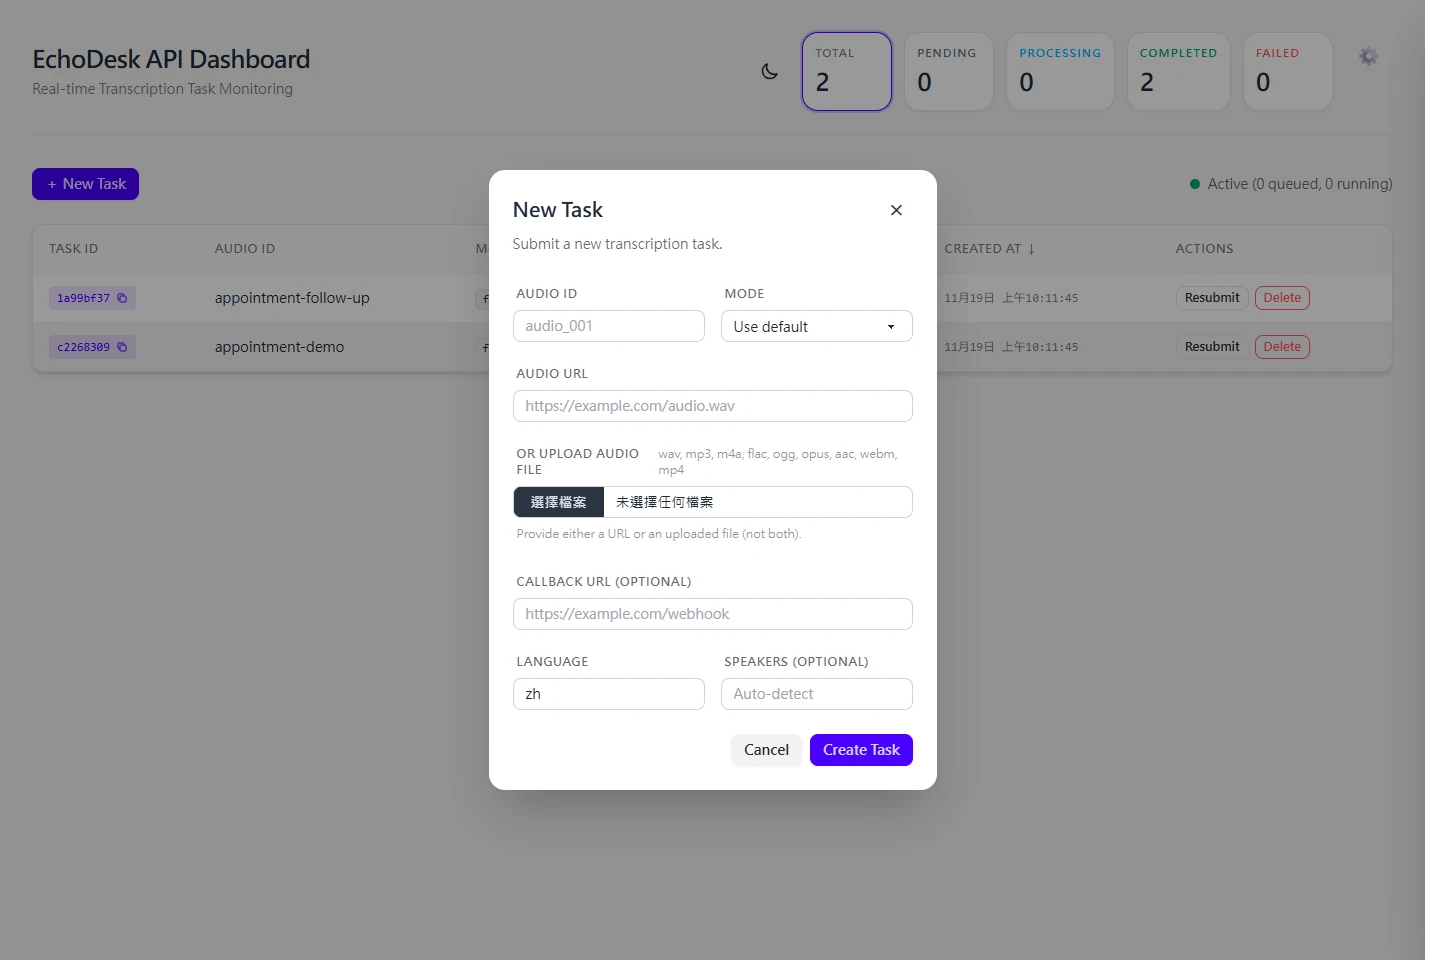 EchoDesk API Dashboard
Real-time Transcription Task Monitoring
TOTAL
2
PENDING
0
PROCESSING
0
COMPLETED
2
FAILED
0
+ New Task
Active (0 queued, 0 running)
TASK ID AUDIO ID CREATED AT ↓ ACTIONS
1a99bf37 appointment-follow-up 11月19日 上午10:11:45 Resubmit Delete
c2268309 appointment-demo 11月19日 上午10:11:45 Resubmit Delete
New Task
Submit a new transcription task.
AUDIO ID MODE
audio_001 Use default
AUDIO URL
https://example.com/audio.wav
OR UPLOAD AUDIO FILE
wav, mp3, m4a, flac, ogg, opus, aac, webm, mp4
選擇檔案 未選擇任何檔案
Provide either a URL or an uploaded file (not both).
CALLBACK URL (OPTIONAL)
https://example.com/webhook
LANGUAGE SPEAKERS (OPTIONAL)
zh Auto-detect
Cancel Create Task